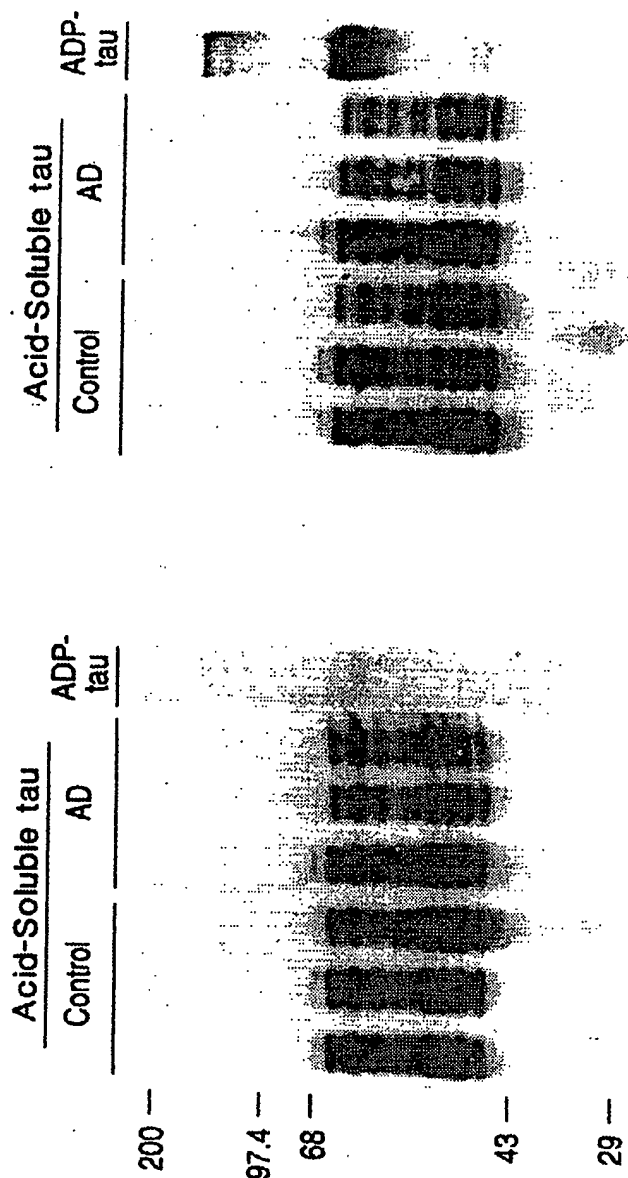 Acid-Soluble tau
Control
AD
ADP-
tau
Acid-Soluble tau
Control
AD
ADP-
tau
200
97.4
68
43
29